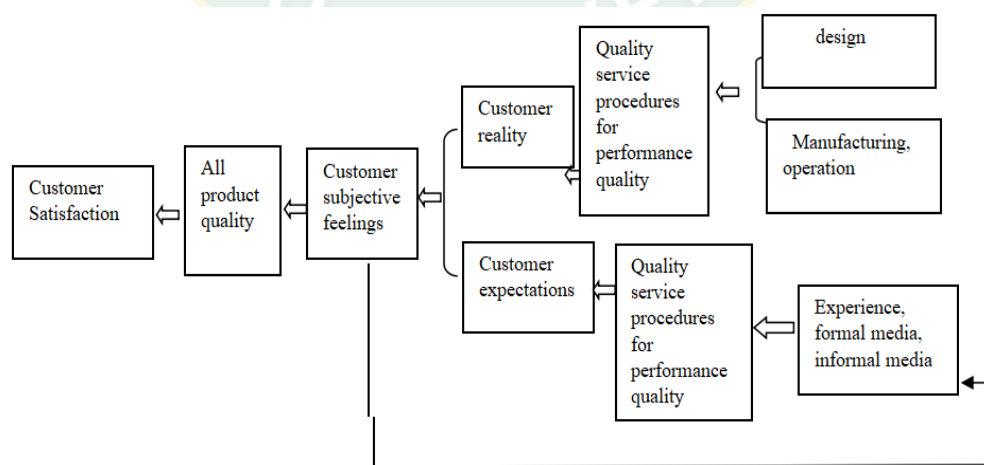 Customer
Satisfaction
All
product
quality
Customer
subjective
feelings
Customer
reality
Customer
expectations
Quality
service
procedures
for
performance
quality
Quality
service
procedures
for
performance
quality
design
Manufacturing,
operation
Experience,
formal media,
informal media